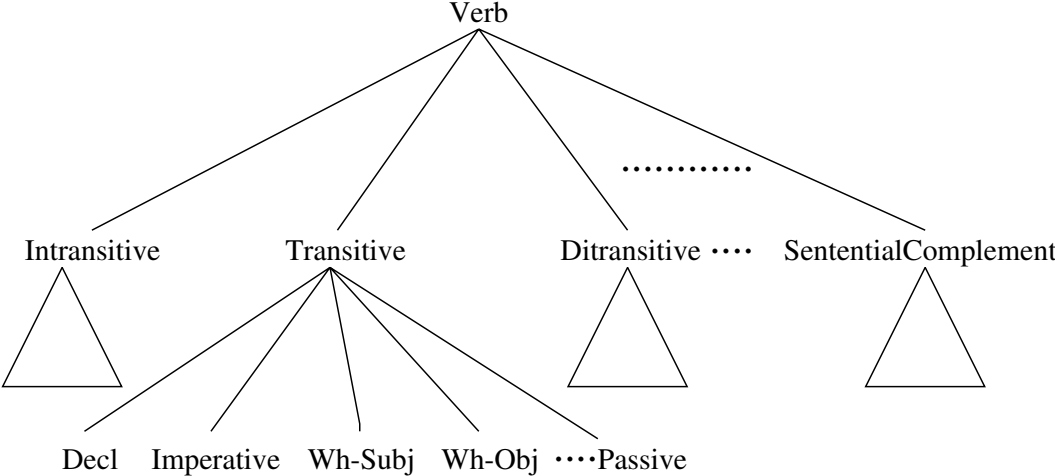 Verb
............
Intransitive Transitive Ditransitive .... SententialComplement
Decl Imperative Wh-Subj Wh-Obj ....Passive